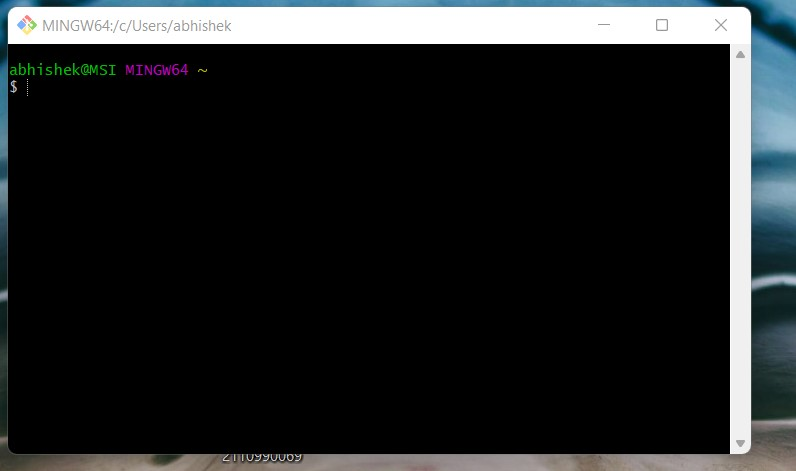 MINGW64:/c/Users/abhishek
abhishek@MSI MINGW64 ~
$
2110990069